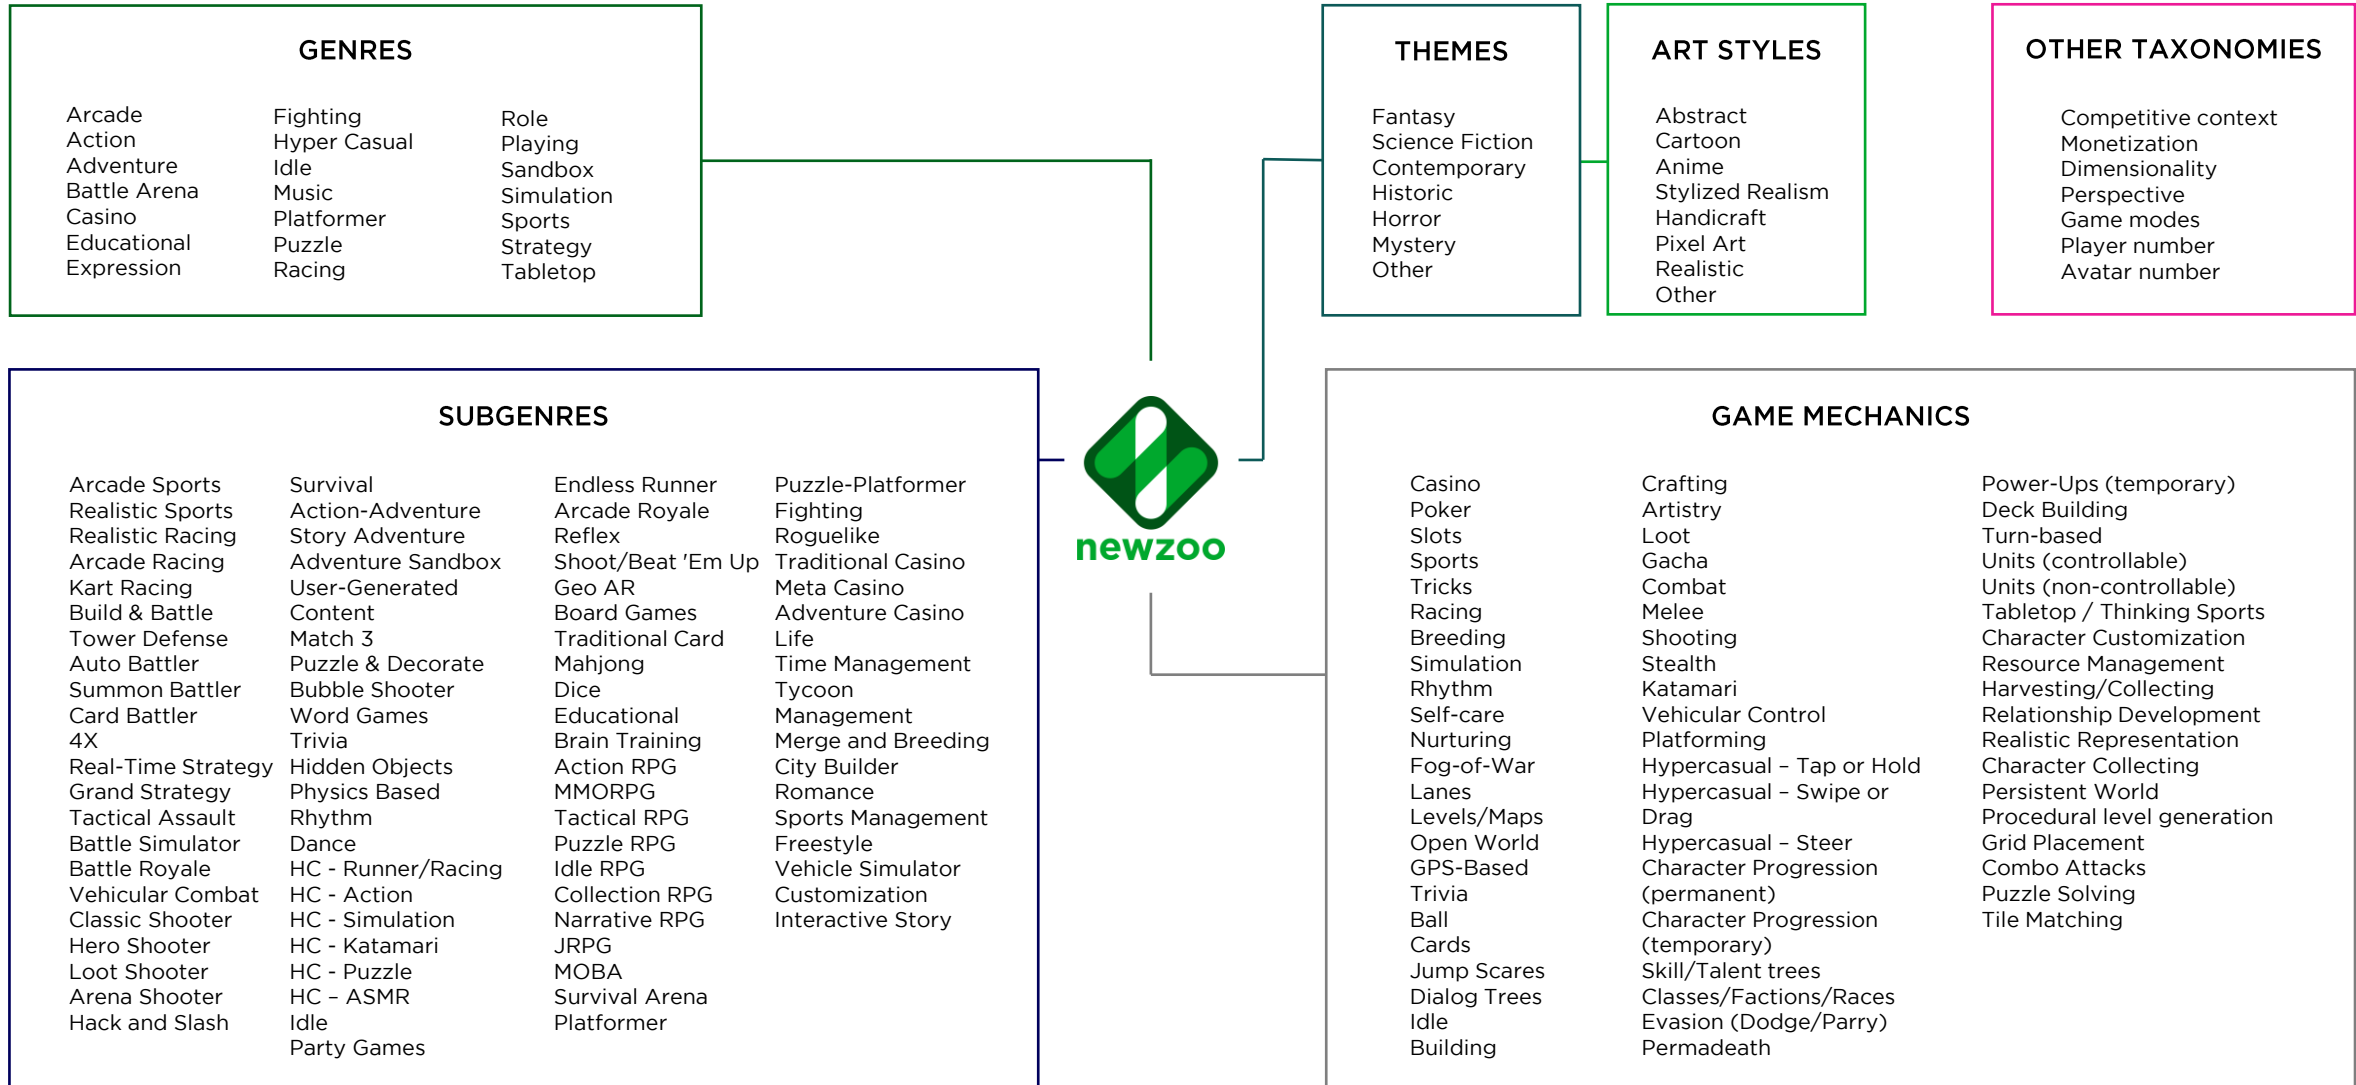 GENRES
Arcade
Action
Adventure
Battle Arena
Casino
Educational
Expression
Fighting
Hyper Casual
Idle
Music
Platformer
Puzzle
Racing
Role
Playing
Sandbox
Simulation
Sports
Strategy
Tabletop
THEMES
Fantasy
Science Fiction
Contemporary
Historic
Horror
Mystery
Other
ART STYLES
Abstract
Cartoon
Anime
Stylized Realism
Handicraft
Pixel Art
Realistic
Other
OTHER TAXONOMIES
Competitive context
Monetization
Dimensionality
Perspective
Game modes
Player number
Avatar number
SUBGENRES
Arcade Sports
Realistic Sports
Realistic Racing
Arcade Racing
Kart Racing
Build & Battle
Tower Defense
Auto Battler
Summon Battler
Card Battler
4X
Real-Time Strategy
Grand Strategy
Tactical Assault
Battle Simulator
Battle Royale
Vehicular Combat
Classic Shooter
Hero Shooter
Loot Shooter
Arena Shooter
Hack and Slash
Survival
Action-Adventure
Story Adventure
Adventure Sandbox
User-Generated
Content
Match 3
Puzzle & Decorate
Bubble Shooter
Word Games
Trivia
Hidden Objects
Physics Based
Rhythm
Dance
HC - Runner/Racing
HC - Action
HC - Simulation
HC - Katamari
HC - Puzzle
HC – ASMR
Idle
Party Games
Endless Runner
Arcade Royale
Reflex
Shoot/Beat 'Em Up
Geo AR
Board Games
Traditional Card
Mahjong
Dice
Educational
Brain Training
Action RPG
MMORPG
Tactical RPG
Puzzle RPG
Idle RPG
Collection RPG
Narrative RPG
JRPG
MOBA
Survival Arena
Platformer
Puzzle-Platformer
Fighting
Roguelike
Traditional Casino
Meta Casino
Adventure Casino
Life
Time Management
Tycoon
Management
Merge and Breeding
City Builder
Romance
Sports Management
Freestyle
Vehicle Simulator
Customization
Interactive Story
newzoo
GAME MECHANICS
Casino
Poker
Slots
Sports
Tricks
Racing
Breeding
Simulation
Rhythm
Self-care
Nurturing
Fog-of-War
Lanes
Levels/Maps
Open World
GPS-Based
Trivia
Ball
Cards
Jump Scares
Dialog Trees
Idle
Building
Crafting
Artistry
Loot
Gacha
Combat
Melee
Shooting
Stealth
Katamari
Vehicular Control
Platforming
Hypercasual – Tap or Hold
Hypercasual – Swipe or
Drag
Hypercasual – Steer
Character Progression
(permanent)
Character Progression
(temporary)
Skill/Talent trees
Classes/Factions/Races
Evasion (Dodge/Parry)
Permadeath
Power-Ups (temporary)
Deck Building
Turn-based
Units (controllable)
Units (non-controllable)
Tabletop / Thinking Sports
Character Customization
Resource Management
Harvesting/Collecting
Relationship Development
Realistic Representation
Character Collecting
Persistent World
Procedural level generation
Grid Placement
Combo Attacks
Puzzle Solving
Tile Matching